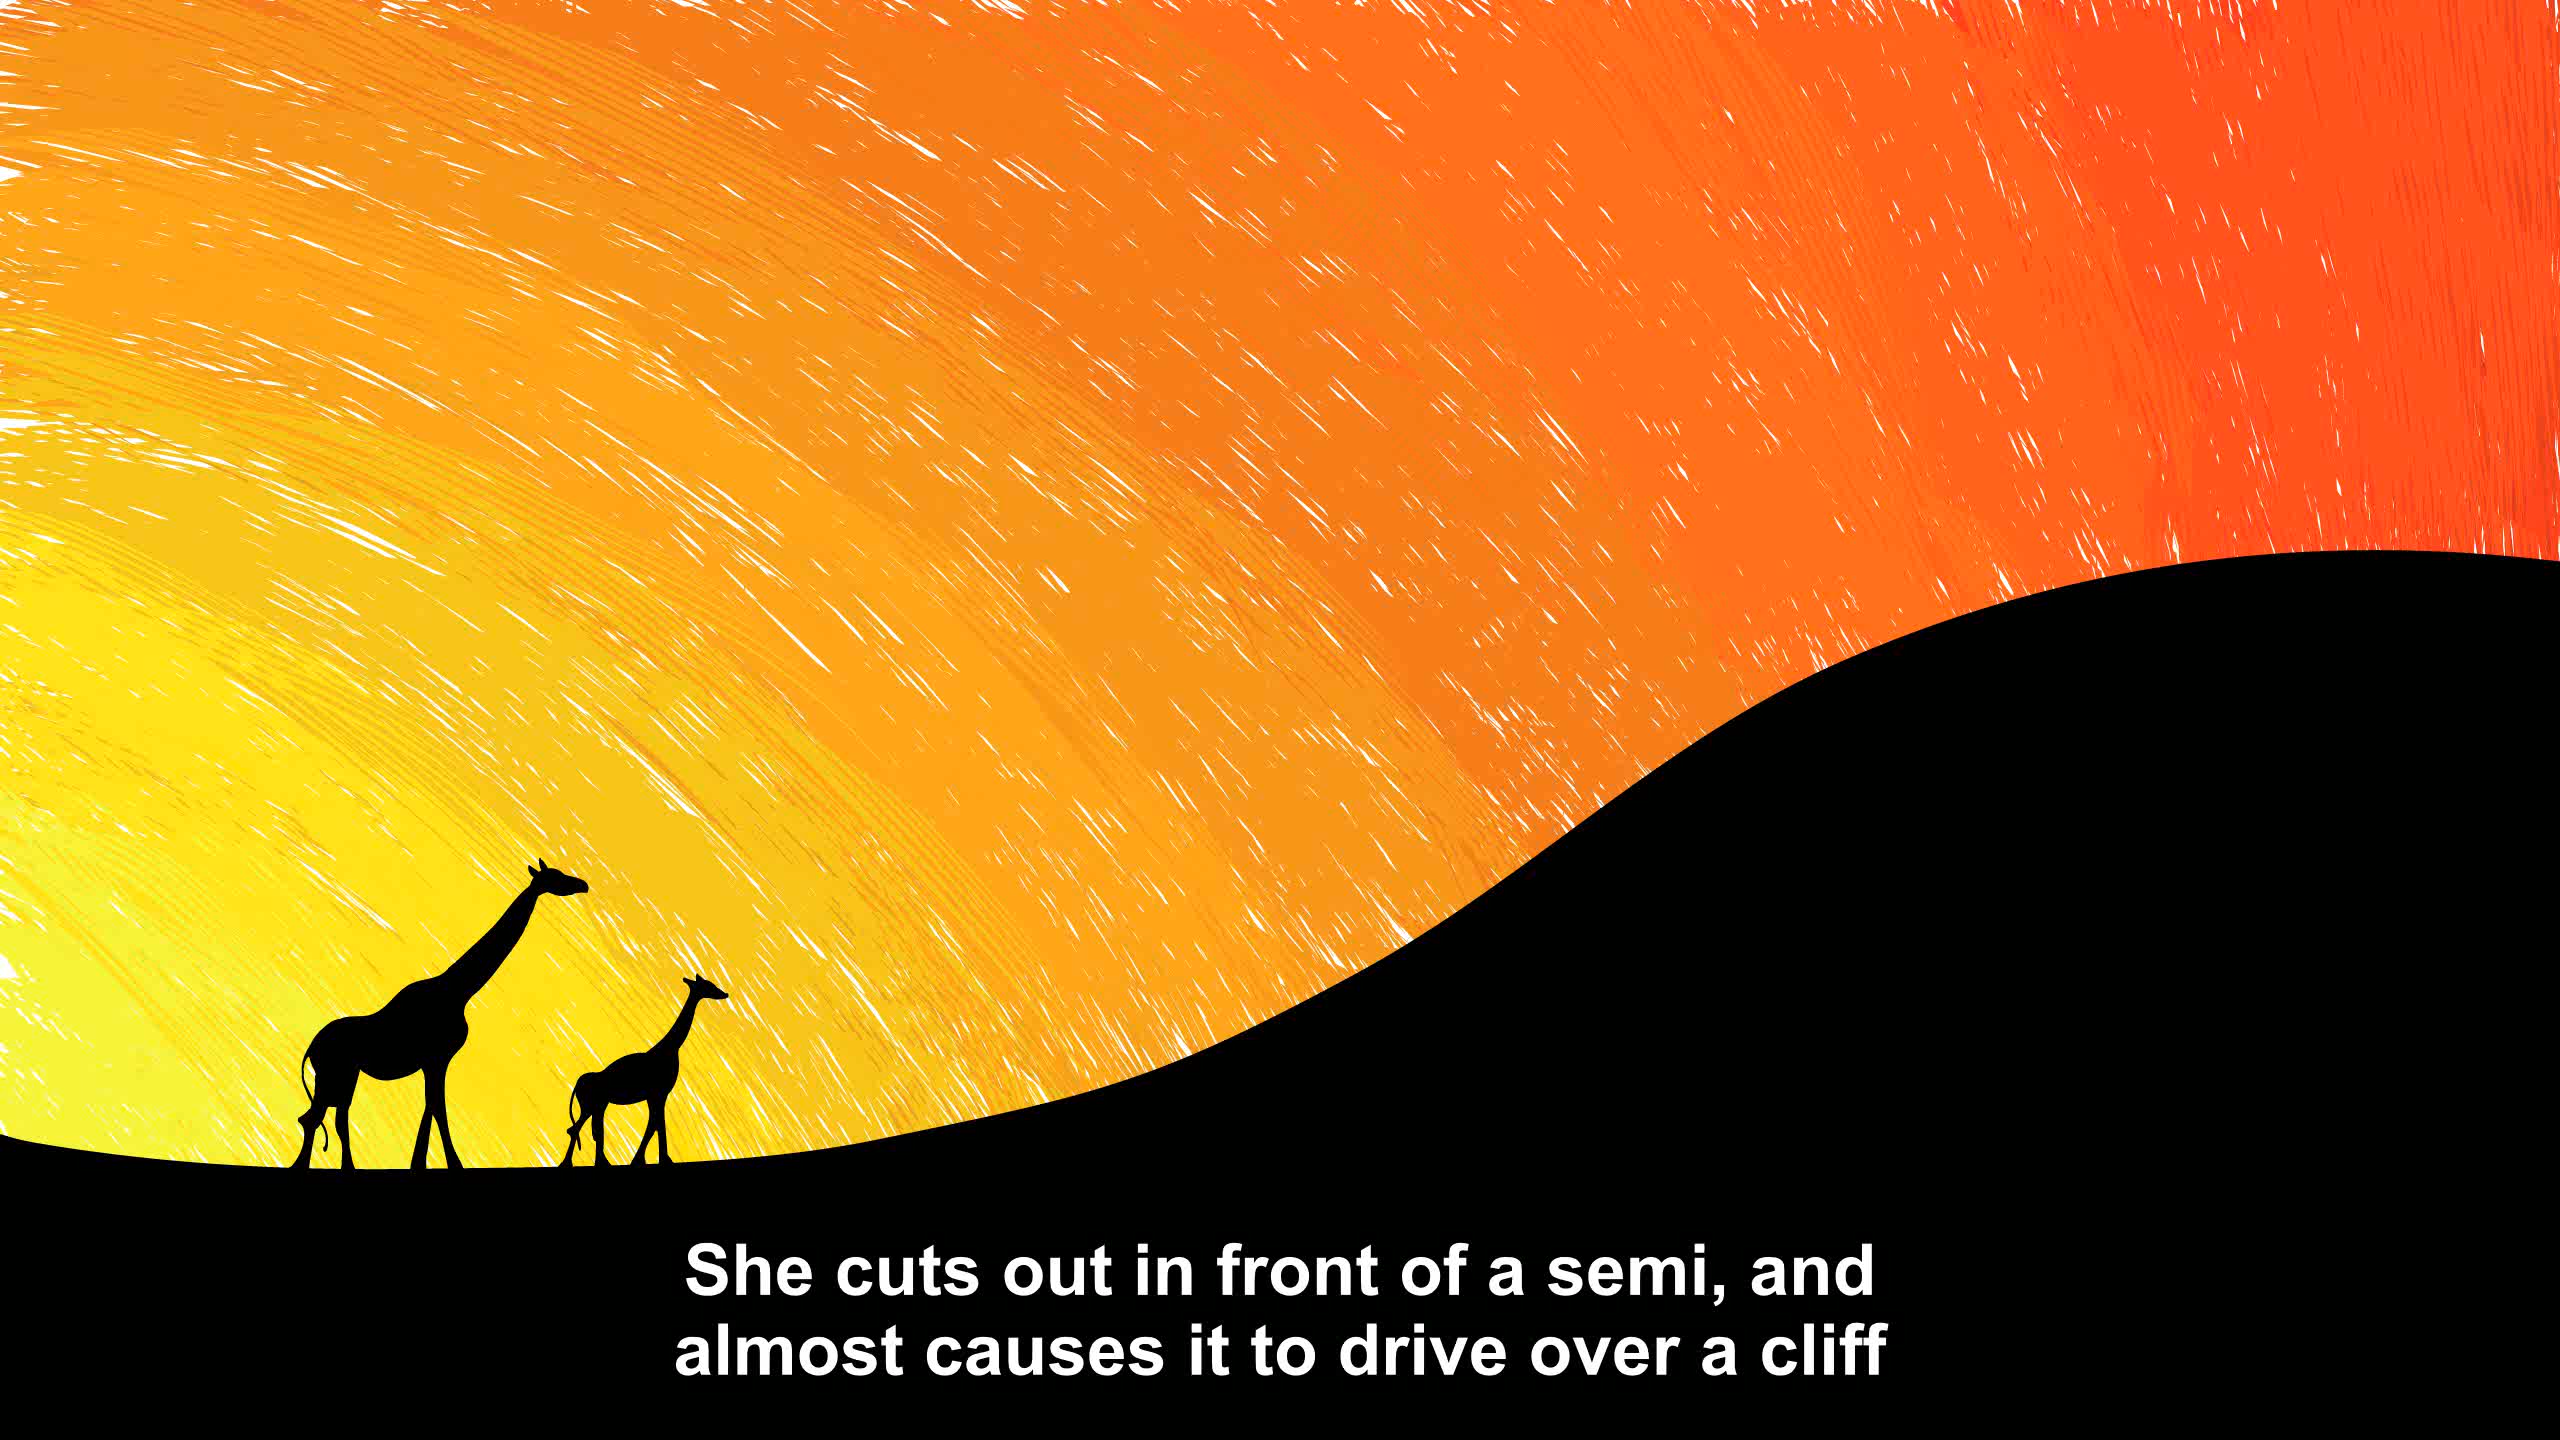 She cuts out in front of a semi, and
almost causes it to drive over a cliff